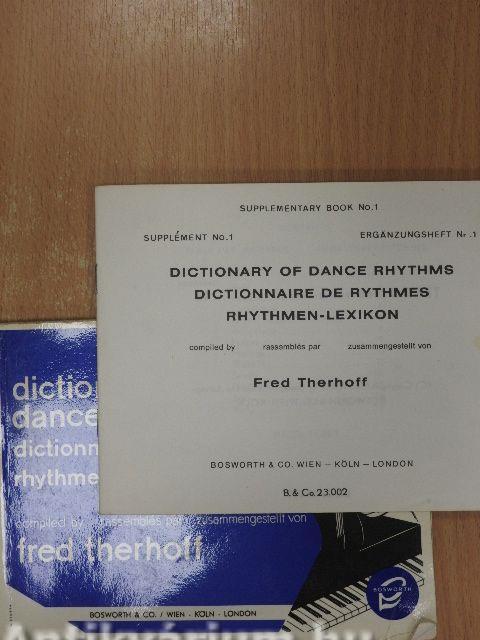 SUPPLEMENTARY BOOK No.1
SUPPLÉMENT No.1 ERGÄNZUNGSHEFT Nr.1
DICTIONARY OF DANCE RHYTHMS
DICTIONNAIRE DE RYTHMES
RHYTHMEN-LEXIKON
compiled by rassemblés par zusammengestellt von
Fred Therhoff
BOSWORTH & CO. WIEN – KÖLN – LONDON
B. & Co. 23.002
dictio
dance
dictionn
rhythme
compiled by rassemblés par zusammengestellt von
fred therhoff
BOSWORTH
BOSWORTH & CO. / WIEN - KÖLN - LONDON
Antikvárium.hu